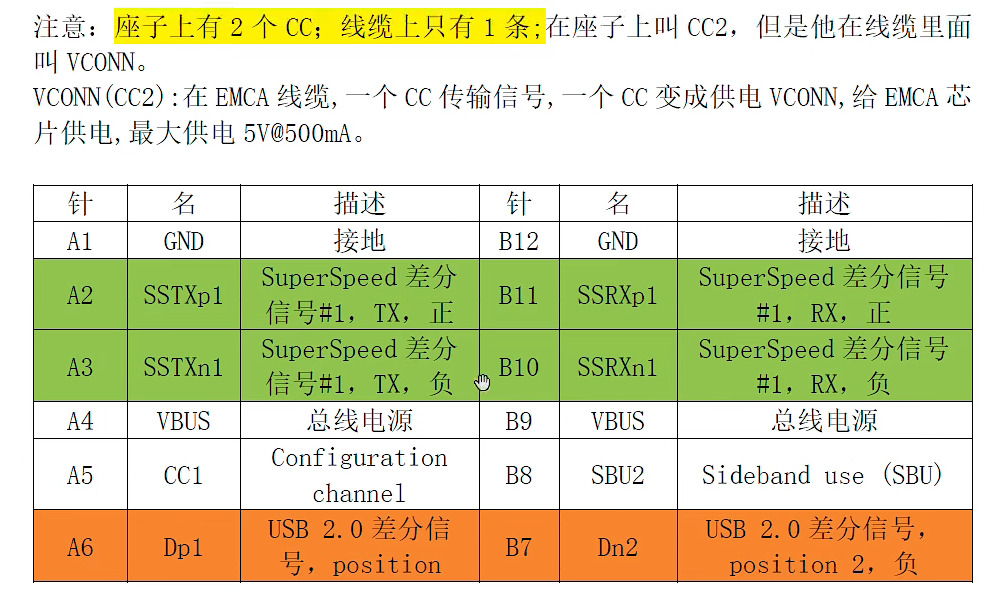 注意：座子上有 2 个 CC；线缆上只有 1 条;在座子上叫 CC2，但是他在线缆里面
叫 VCONN。
VCONN(CC2):在 EMCA 线缆,一个 CC 传输信号,一个 CC 变成供电 VCONN,给 EMCA 芯
片供电,最大供电 5V@500mA。
针 名 描述 针 名 描述
A1 GND 接地 B12 GND 接地
A2 SSTXp1 SuperSpeed 差分
信号#1，TX，正
B11 SSRXp1 SuperSpeed 差分信号
#1，RX，正
A3 SSTXn1 SuperSpeed 差分
信号#1，TX，负
B10 SSRXn1 SuperSpeed 差分信号
#1，RX，负
A4 VBUS 总线电源 B9 VBUS 总线电源
A5 CC1 Configuration
channel
B8 SBU2 Sideband use (SBU)
A6 Dp1 USB 2.0 差分信
号，position
B7 Dn2 USB 2.0 差分信号，
position 2，负